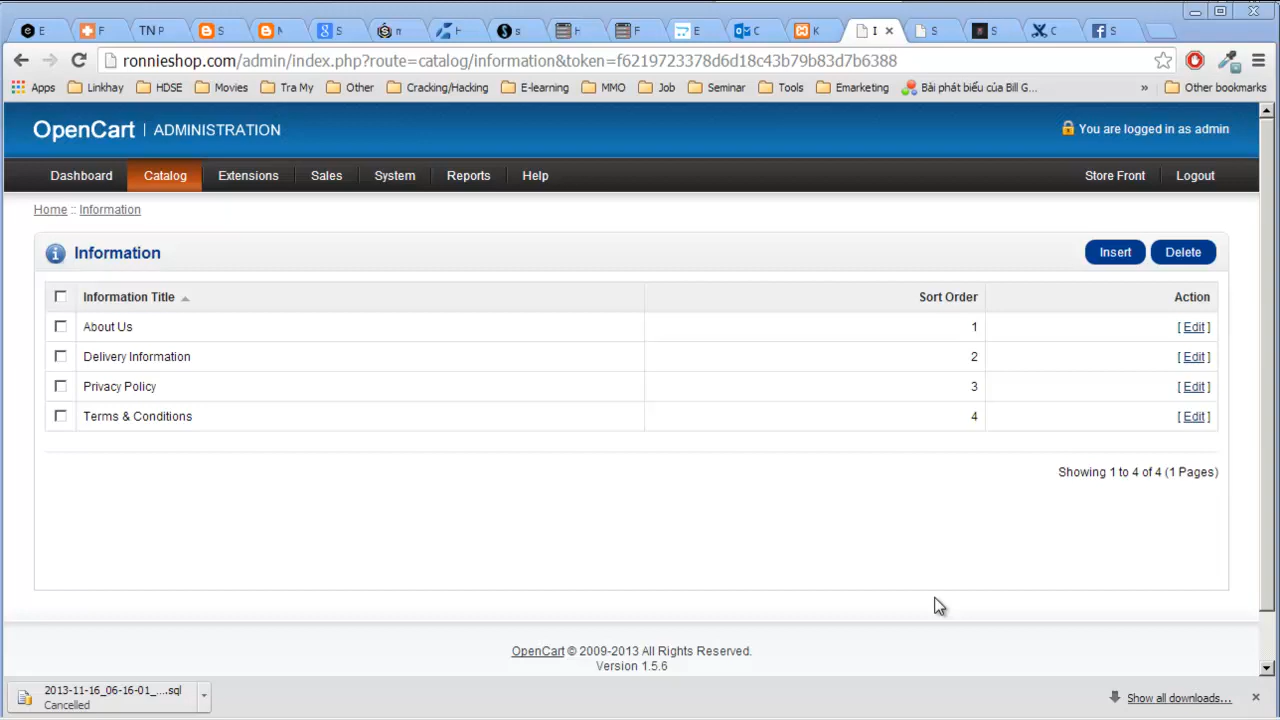 E F TN P S M S n H s H F E C K I S S C S
ronnieshop.com/admin/index.php?route=catalog/information&token=f6219723378d6d18c43b79b83d7b6388
Apps Linkhay HDSE Movies Tra My Other Cracking/Hacking E-learning MMO Job Seminar Tools Emarketing Bài phát biểu của Bill G... » Other bookmarks
OpenCart | ADMINISTRATION You are logged in as admin
Dashboard Catalog Extensions Sales System Reports Help Store Front Logout
Home :: Information
Information Insert Delete
Information Title Sort Order Action
About Us 1 [ Edit ]
Delivery Information 2 [ Edit ]
Privacy Policy 3 [ Edit ]
Terms & Conditions 4 [ Edit ]
Showing 1 to 4 of 4 (1 Pages)
OpenCart © 2009-2013 All Rights Reserved.
Version 1.5.6
2013-11-16_06-16-01_....sql
Cancelled
Show all downloads...